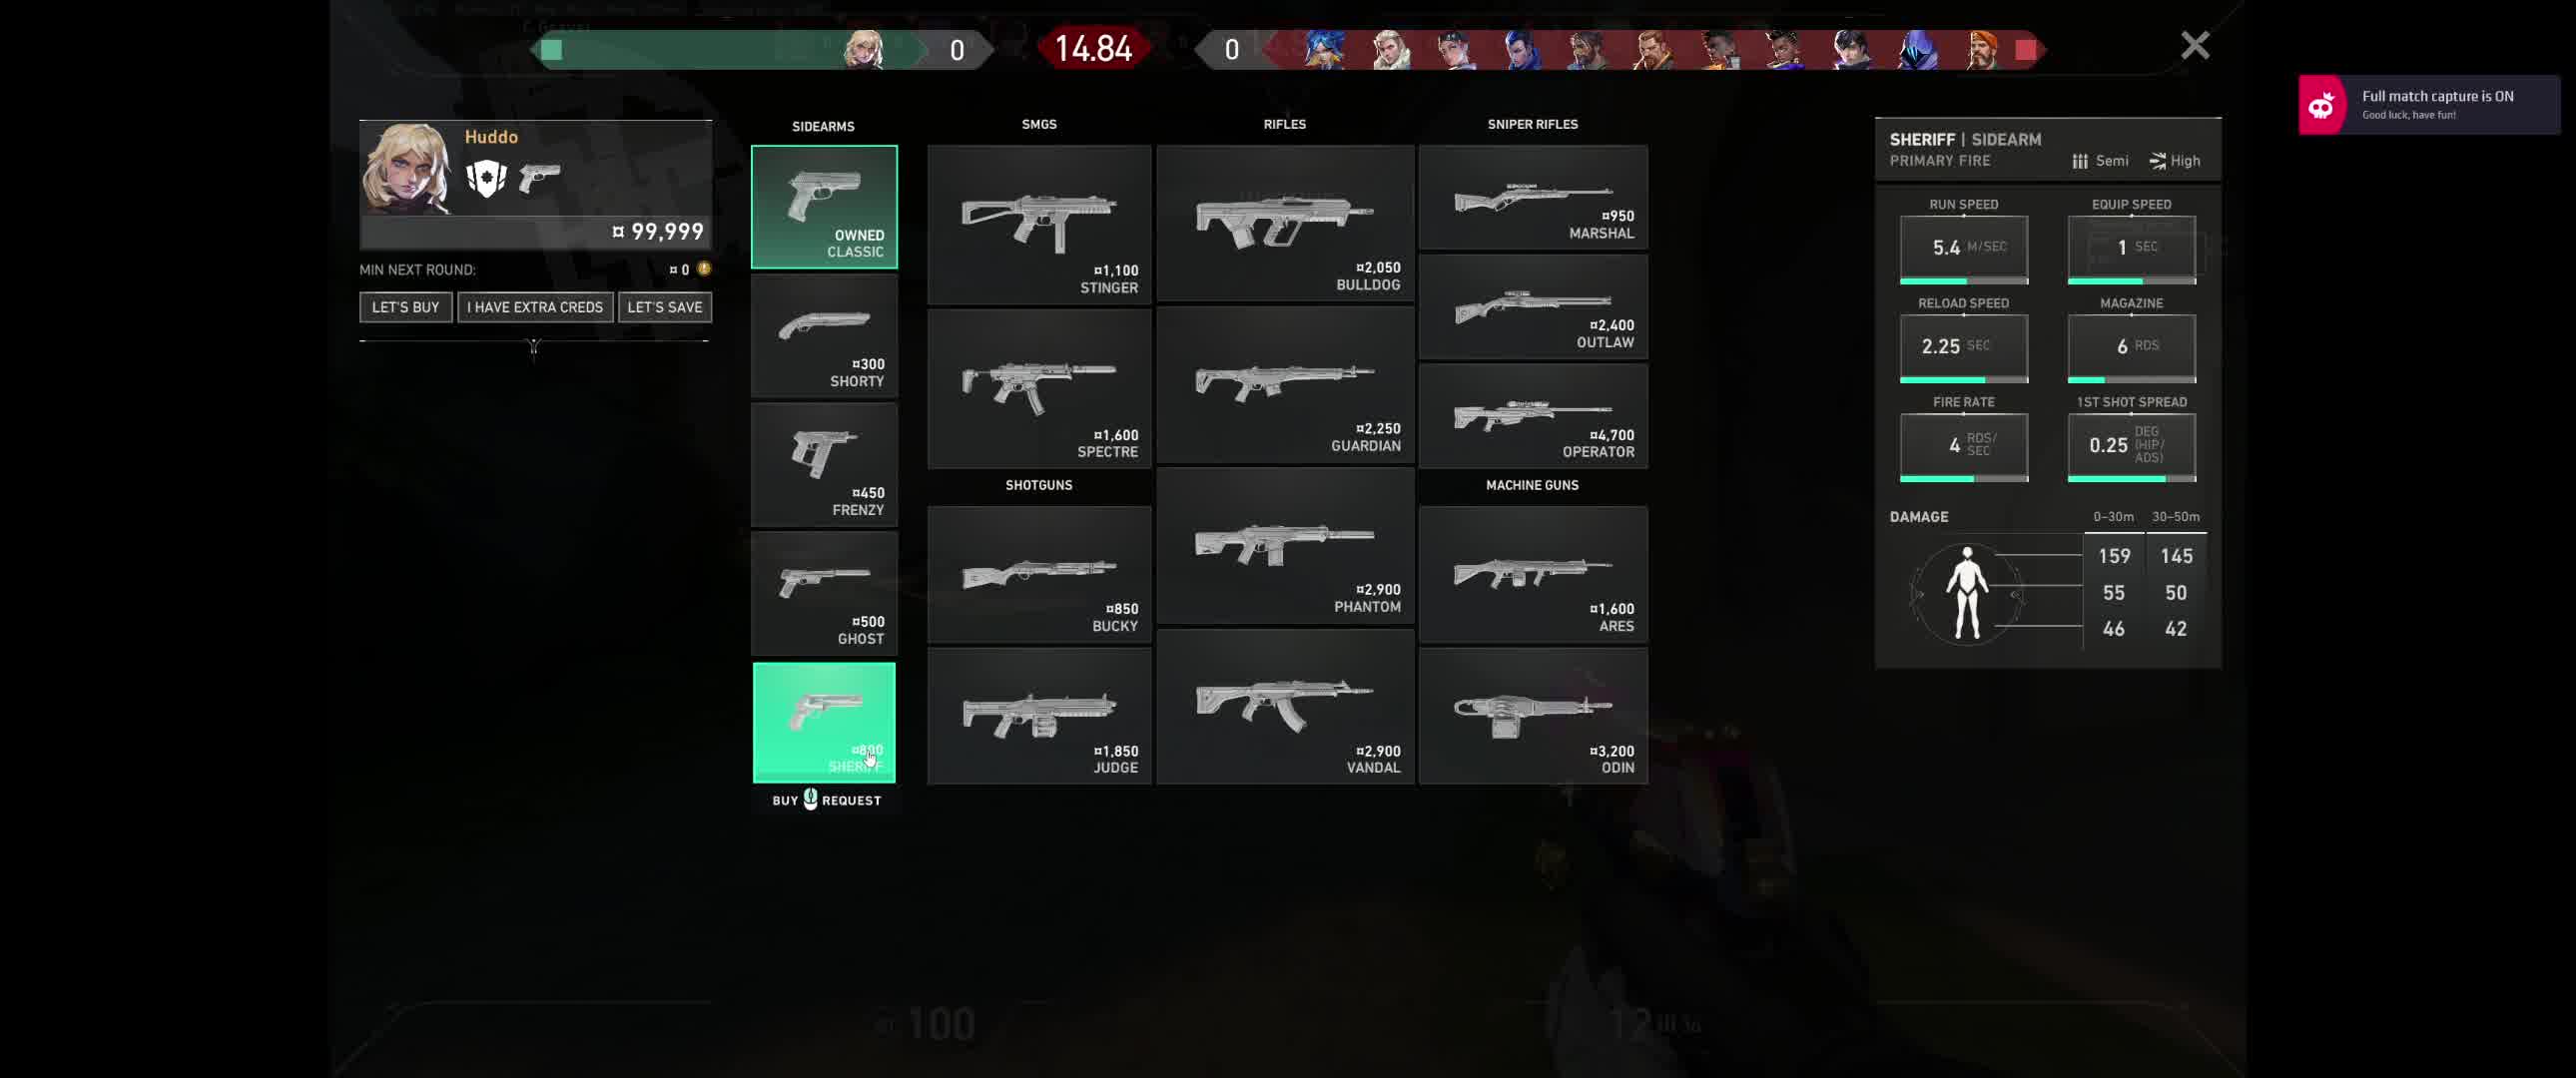 0
14.84
0
Full match capture is ON
Good luck, have fun!
Huddo
¤ 99,999
MIN NEXT ROUND:
¤ 0
LET'S BUY
I HAVE EXTRA CREDS
LET'S SAVE
SIDEARMS
OWNED
CLASSIC
¤300
SHORTY
¤450
FRENZY
¤500
GHOST
¤800
SHERIFF
BUY
REQUEST
SMGS
¤1,100
STINGER
¤1,600
SPECTRE
SHOTGUNS
¤850
BUCKY
¤1,850
JUDGE
RIFLES
¤2,050
BULLDOG
¤2,250
GUARDIAN
¤2,900
PHANTOM
¤2,900
VANDAL
SNIPER RIFLES
¤950
MARSHAL
¤2,400
OUTLAW
¤4,700
OPERATOR
MACHINE GUNS
¤1,600
ARES
¤3,200
ODIN
SHERIFF | SIDEARM
PRIMARY FIRE
Semi
High
RUN SPEED
5.4 M/SEC
EQUIP SPEED
1 SEC
RELOAD SPEED
2.25 SEC
MAGAZINE
6 RDS
FIRE RATE
4 RDS/
SEC
1ST SHOT SPREAD
0.25 DEG
(HIP/
ADS)
DAMAGE
0–30m
30–50m
159
145
55
50
46
42
100
12